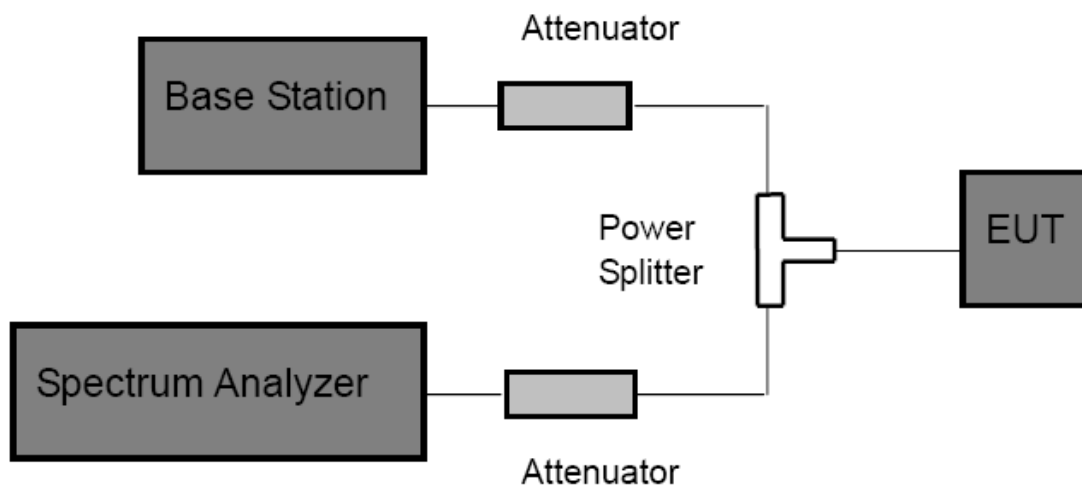 Attenuator
Base Station
Power
Splitter
EUT
Spectrum Analyzer
Attenuator